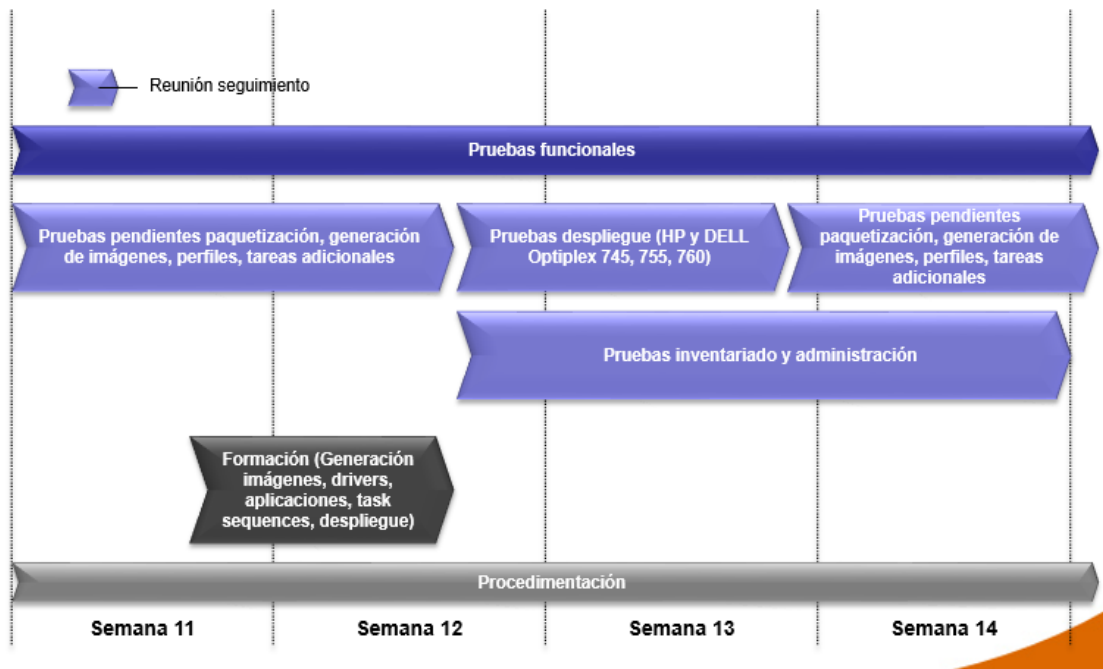 Reunión seguimiento
Pruebas funcionales
Pruebas pendientes paquetización, generación
de imágenes, perfiles, tareas adicionales
Pruebas despliegue (HP y DELL
Optiplex 745, 755, 760)
Pruebas pendientes
paquetización, generación de
imágenes, perfiles, tareas
adicionales
Pruebas inventariado y administración
Formación (Generación
imágenes, drivers,
aplicaciones, task
sequences, despliegue)
Procedimentación
Semana 11
Semana 12
Semana 13
Semana 14